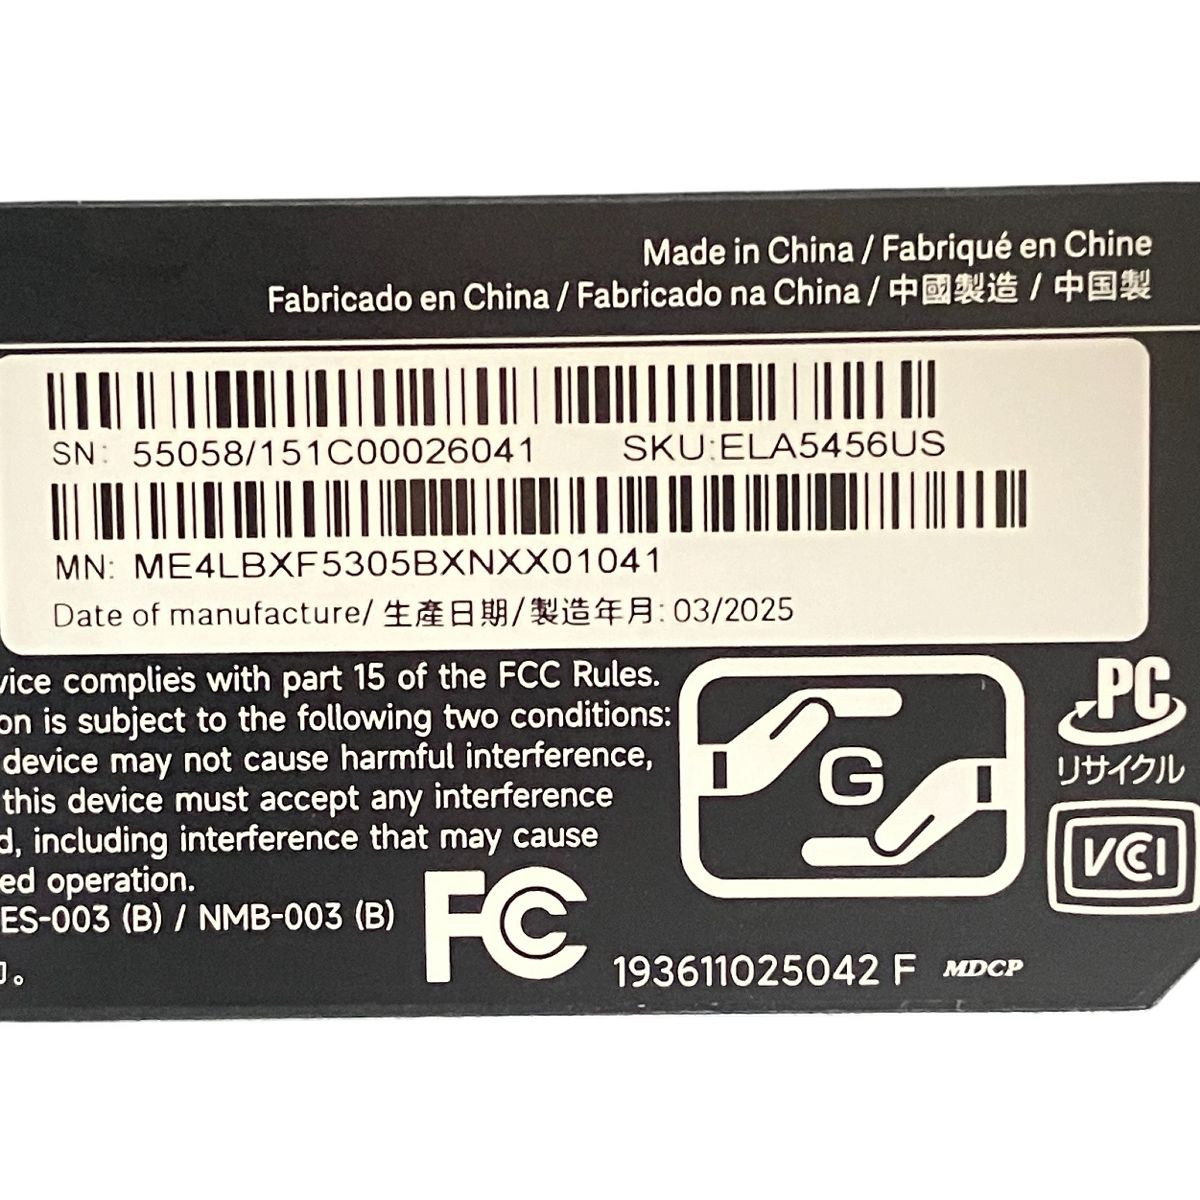 Made in China / Fabriqué en Chine
Fabricado en China / Fabricado na China / 中國製造 / 中国製
SN: 55058/151C00026041 SKU:ELA5456US
MN: ME4LBXF5305BXNXX01041
Date of manufacture/ 生產日期/製造年月: 03/2025
vice complies with part 15 of the FCC Rules.
on is subject to the following two conditions:
device may not cause harmful interference,
this device must accept any interference
d, including interference that may cause
ed operation.
ES-003 (B) / NMB-003 (B)
G
PC
リサイクル
VCCI
FC
193611025042 F MDCP